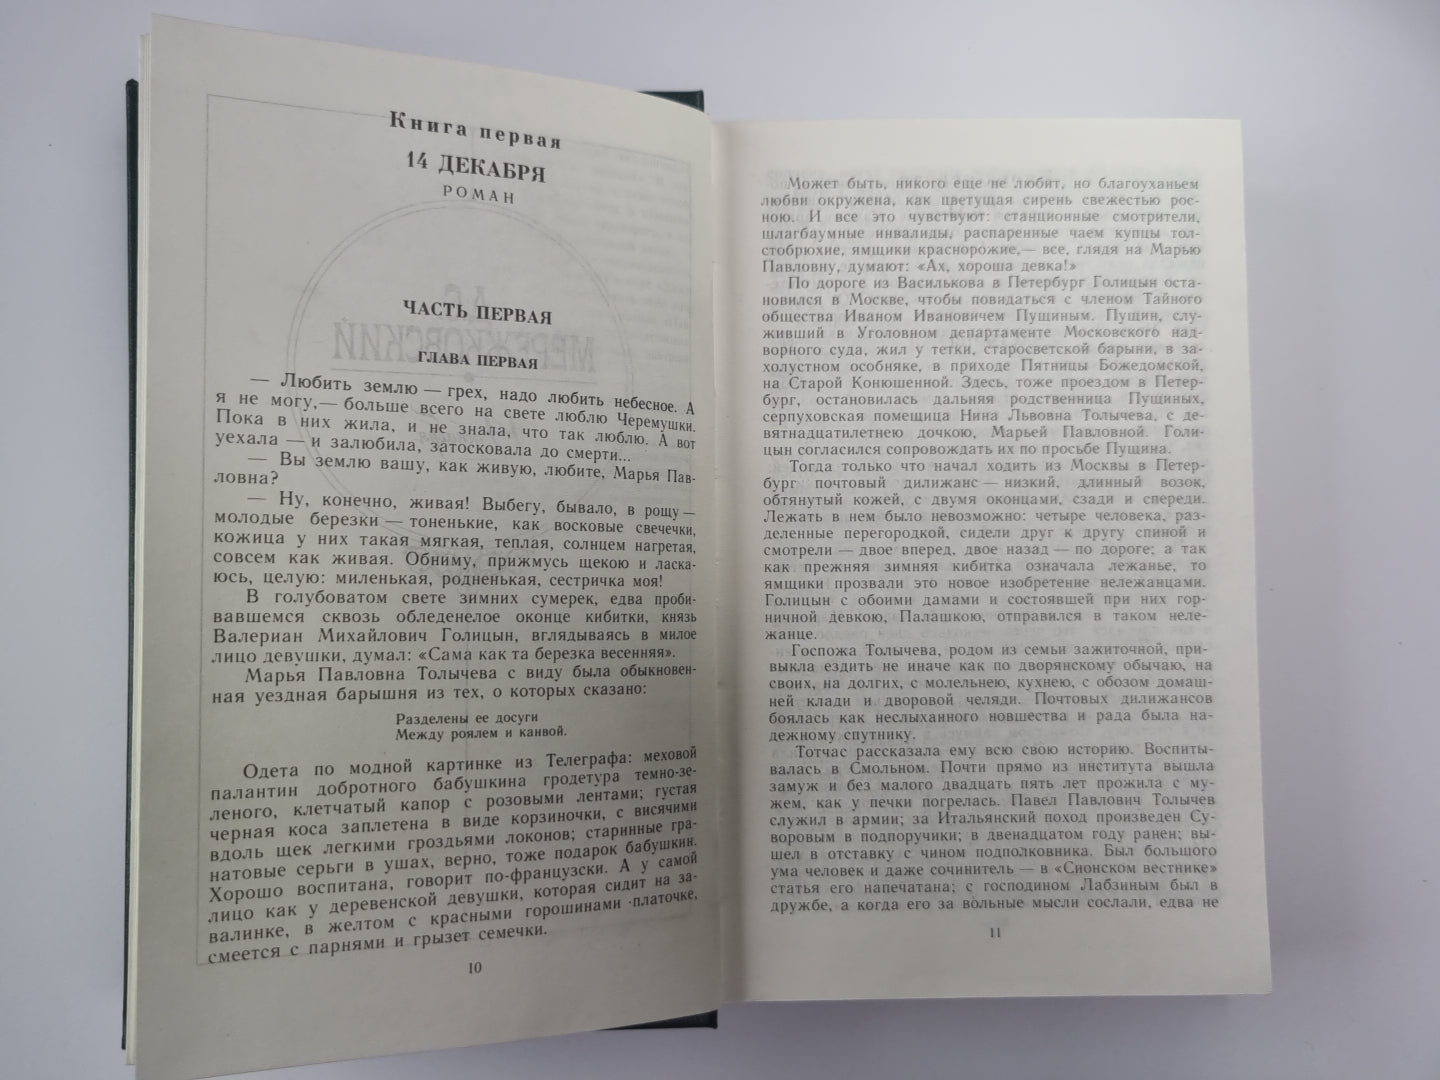 Книга первая
14 ДЕКАБРЯ
РОМАН
ЧАСТЬ ПЕРВАЯ
ГЛАВА ПЕРВАЯ
— Любить землю — грех, надо любить небесное. А
я не могу,— больше всего на свете люблю Черемушки.
Пока в них жила, и не знала, что так люблю. А вот
уехала — и залюбила, затосковала до смерти...
— Вы землю вашу, как живую, любите, Марья Пав-
ловна?
— Ну, конечно, живая! Выбегу, бывало, в рощу —
молодые березки — тоненькие, как восковые свечечки,
кожица у них такая мягкая, теплая, солнцем нагретая,
совсем как живая. Обниму, прижмусь щекою и ласка-
юсь, целую: миленькая, родненькая, сестричка моя!
В голубоватом свете зимних сумерек, едва проби-
вавшемся сквозь обледенелое оконце кибитки, князь
Валериан Михайлович Голицын, вглядываясь в милое
лицо девушки, думал: «Сама как та березка весенняя».
Марья Павловна Толычева с виду была обыкновен-
ная уездная барышня из тех, о которых сказано:
Разделены ее досуги
Между роялем и канвой.
Одета по модной картинке из Телеграфа: меховой
палантин добротного бабушкина гродетура темно-зе-
леного, клетчатый капор с розовыми лентами; густая
черная коса заплетена в виде корзиночки, с висячими
вдоль щек легкими гроздьями локонов; старинные гра-
натовые серьги в ушах, верно, тоже подарок бабушкин.
Хорошо воспитана, говорит по-французски. А у самой
лицо как у деревенской девушки, которая сидит на за-
валинке, в желтом с красными горошинами платочке,
смеется с парнями и грызет семечки.
10
Может быть, никого еще не любит, но благоуханьем
любви окружена, как цветущая сирень свежестью рос-
ною. И все это чувствуют: станционные смотрители,
шлагбаумные инвалиды, распаренные чаем купцы тол-
стобрюхие, ямщики краснорожие,— все, глядя на Марью
Павловну, думают: «Ах, хороша девка!»
По дороге из Василькова в Петербург Голицын оста-
новился в Москве, чтобы повидаться с членом Тайного
общества Иваном Ивановичем Пущиным. Пущин, слу-
живший в Уголовном департаменте Московского над-
ворного суда, жил у тетки, старосветской барыни, в за-
холустном особняке, в приходе Пятницы Божедомской,
на Старой Конюшенной. Здесь, тоже проездом в Петер-
бург, остановилась дальняя родственница Пущиных,
серпуховская помещица Нина Львовна Толычева, с де-
вятнадцатилетнею дочкою, Марьей Павловной. Голи-
цын согласился сопровождать их по просьбе Пущина.
Тогда только что начал ходить из Москвы в Петер-
бург почтовый дилижанс — низкий, длинный возок,
обтянутый кожей, с двумя оконцами, сзади и спереди.
Лежать в нем было невозможно: четыре человека, раз-
деленные перегородкой, сидели друг к другу спиной и
смотрели — двое вперед, двое назад — по дороге; а так
как прежняя зимняя кибитка означала лежанье, то
ямщики прозвали это новое изобретение нележанцами.
Голицын с обоими дамами и состоявшей при них гор-
ничной девкою, Палашкою, отправился в таком неле-
жанце.
Госпожа Толычева, родом из семьи зажиточной, при-
выкла ездить не иначе как по дворянскому обычаю, на
своих, на долгих, с молельнею, кухнею, с обозом домаш-
ней клади и дворовой челяди. Почтовых дилижансов
боялась как неслыханного новшества и рада была на-
дежному спутнику.
Тотчас рассказала ему всю свою историю. Воспиты-
валась в Смольном. Почти прямо из института вышла
замуж и без малого двадцать пять лет прожила с му-
жем, как у печки погрелась. Павел Павлович Толычев
служил в армии; за Итальянский поход произведен Су-
воровым в подпоручики; в двенадцатом году ранен; вы-
шел в отставку с чином подполковника. Был большого
ума человек и даже сочинитель — в «Сионском вестнике»
статья его напечатана; с господином Лабзиным был в
дружбе, а когда его за вольные мысли сослали, едва не
11